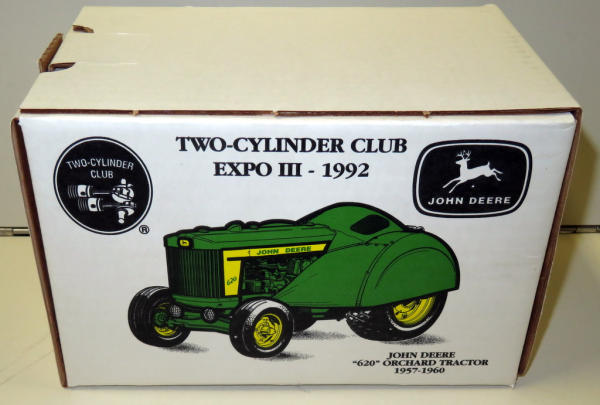 TWO-CYLINDER CLUB
EXPO III - 1992
TWO-CYLINDER
CLUB
®
JOHN DEERE
JOHN DEERE
620
JOHN DEERE
"620" ORCHARD TRACTOR
1957-1960